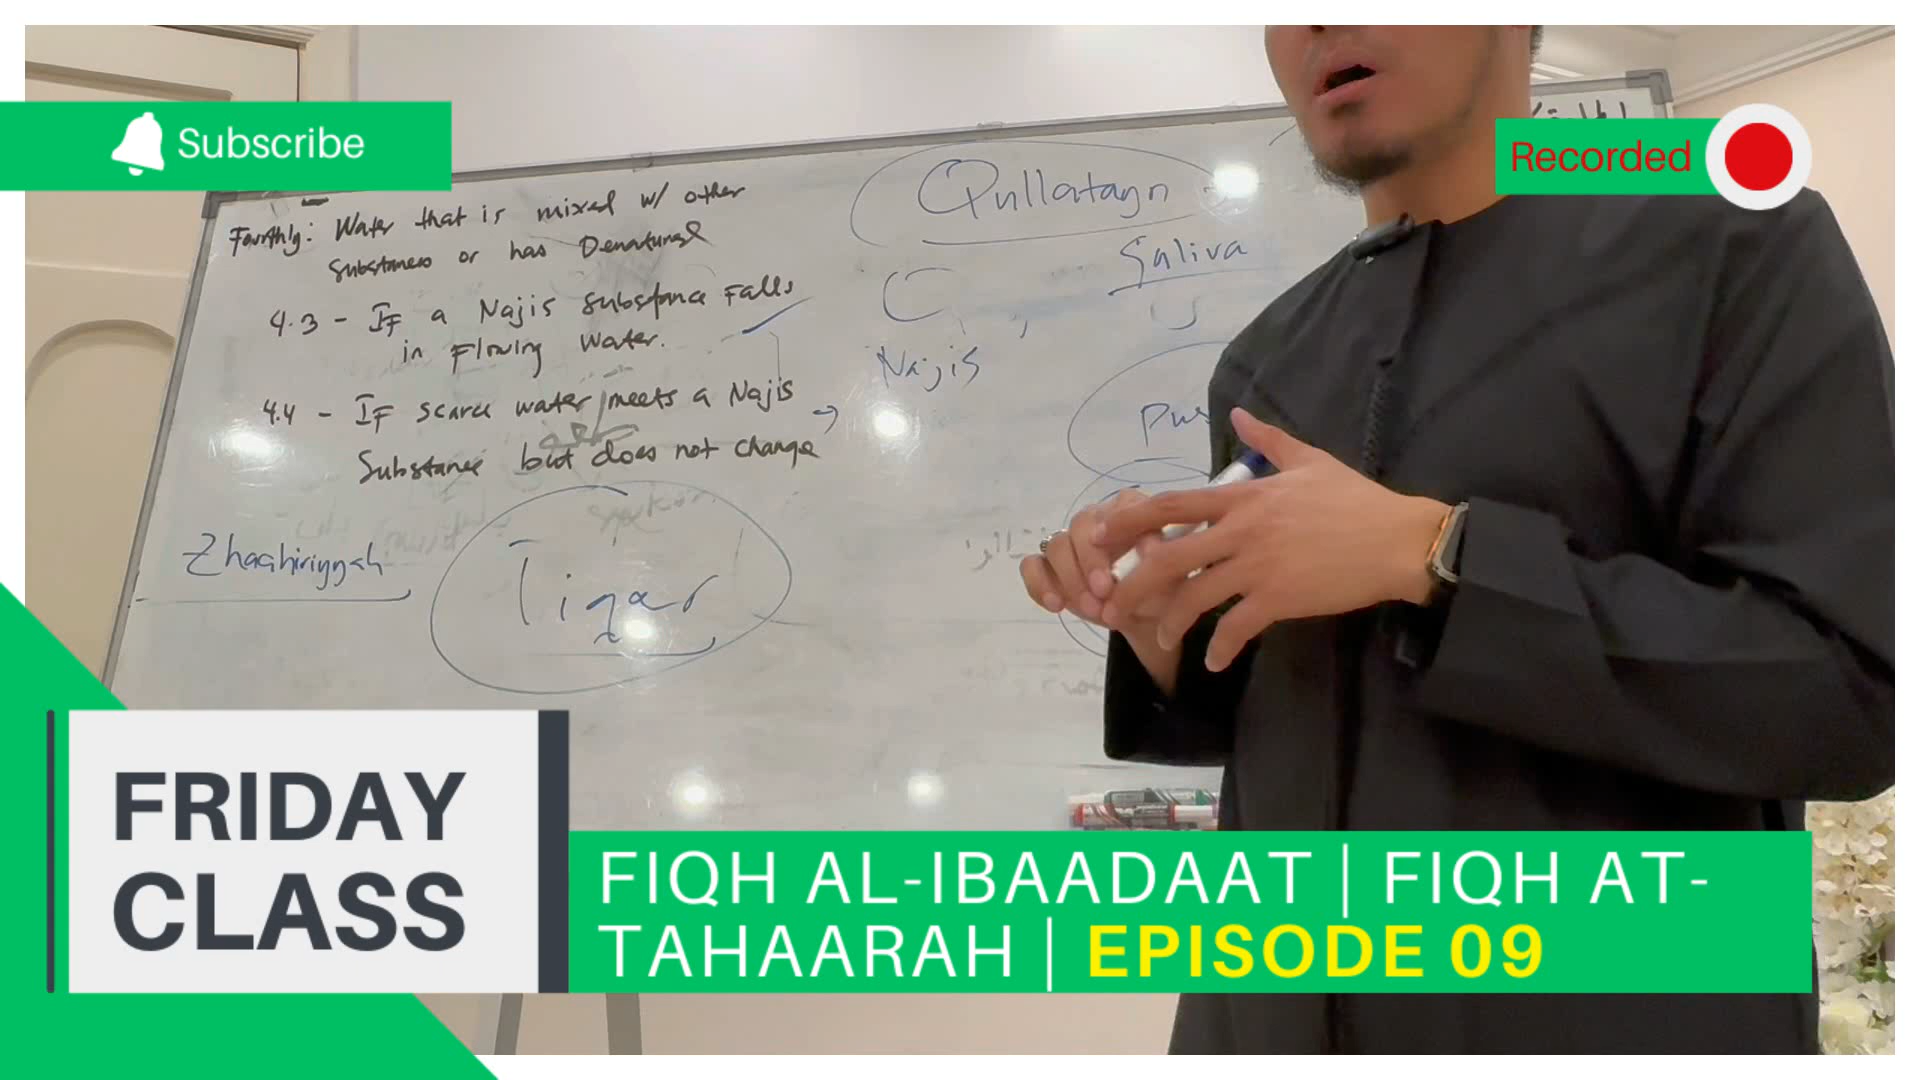 Subscribe
Recorded
Fourthly: Water that is mixed w/ other
Substances or has Denatured
4.3 - IF a Najis substance Falls
in Flowing water.
4.4 - IF scarce water meets a Najis
Substance but does not change
Zhaahiriyyah
Tiqar
Qullatayn
Saliva
Najis
FRIDAY
CLASS
FIQH AL-IBAADAAT | FIQH AT-
TAHAARAH | EPISODE 09